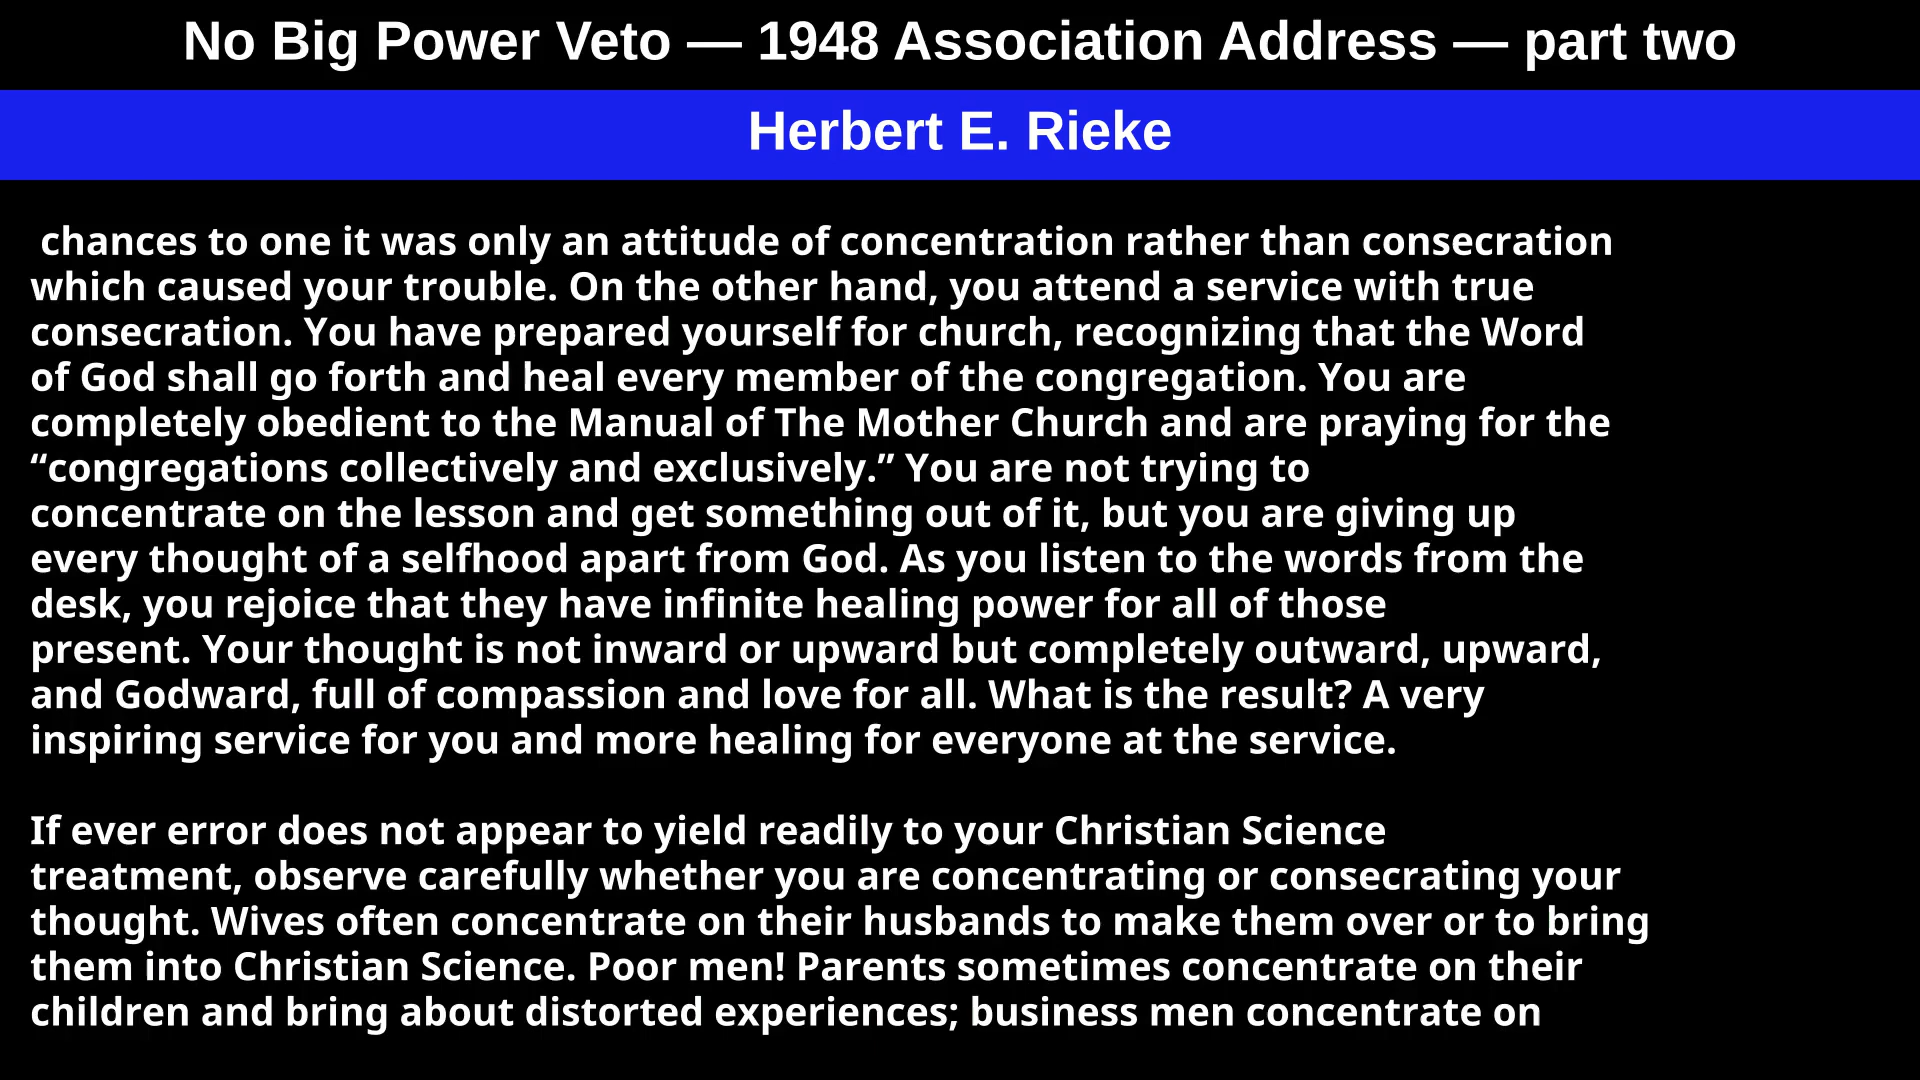 No Big Power Veto — 1948 Association Address — part two
Herbert E. Rieke
chances to one it was only an attitude of concentration rather than consecration
which caused your trouble. On the other hand, you attend a service with true
consecration. You have prepared yourself for church, recognizing that the Word
of God shall go forth and heal every member of the congregation. You are
completely obedient to the Manual of The Mother Church and are praying for the
“congregations collectively and exclusively.” You are not trying to
concentrate on the lesson and get something out of it, but you are giving up
every thought of a selfhood apart from God. As you listen to the words from the
desk, you rejoice that they have infinite healing power for all of those
present. Your thought is not inward or upward but completely outward, upward,
and Godward, full of compassion and love for all. What is the result? A very
inspiring service for you and more healing for everyone at the service.
If ever error does not appear to yield readily to your Christian Science
treatment, observe carefully whether you are concentrating or consecrating your
thought. Wives often concentrate on their husbands to make them over or to bring
them into Christian Science. Poor men! Parents sometimes concentrate on their
children and bring about distorted experiences; business men concentrate on